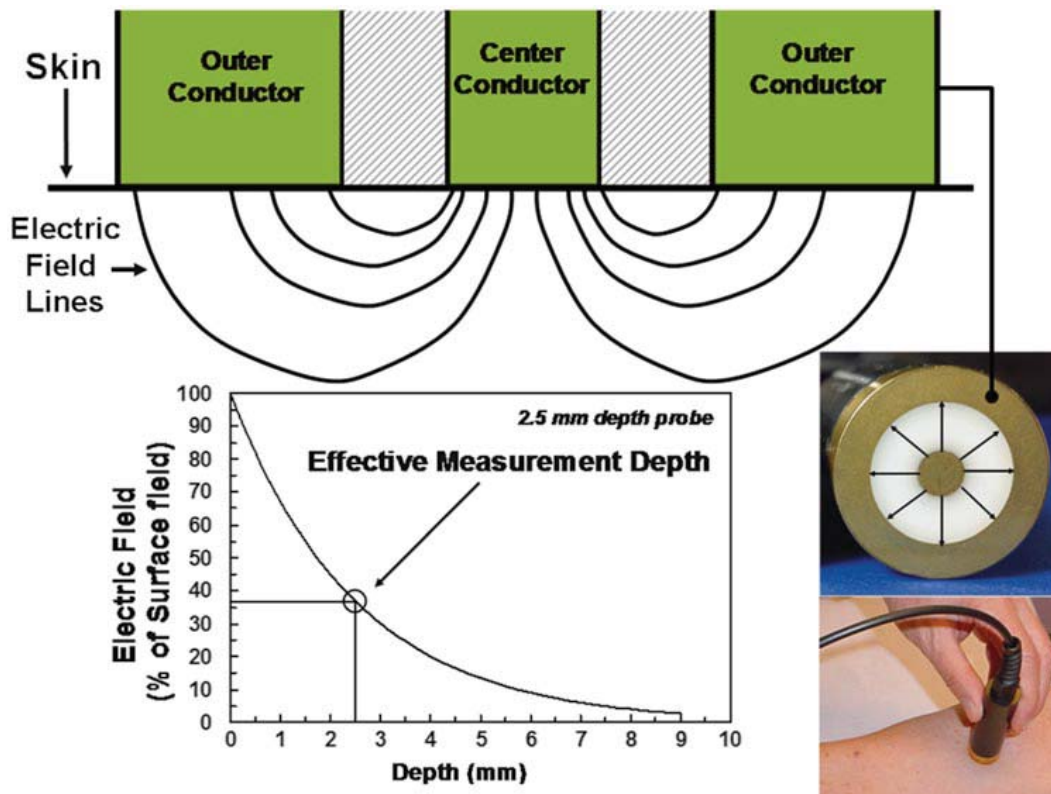 Skin
Outer
Conductor
Center
Conductor
Outer
Conductor
Electric
Field
Lines
2.5 mm depth probe
Effective Measurement Depth
Electric Field
(% of Surface field)
100
90
80
70
60
50
40
30
20
10
0
0 1 2 3 4 5 6 7 8 9 10
Depth (mm)